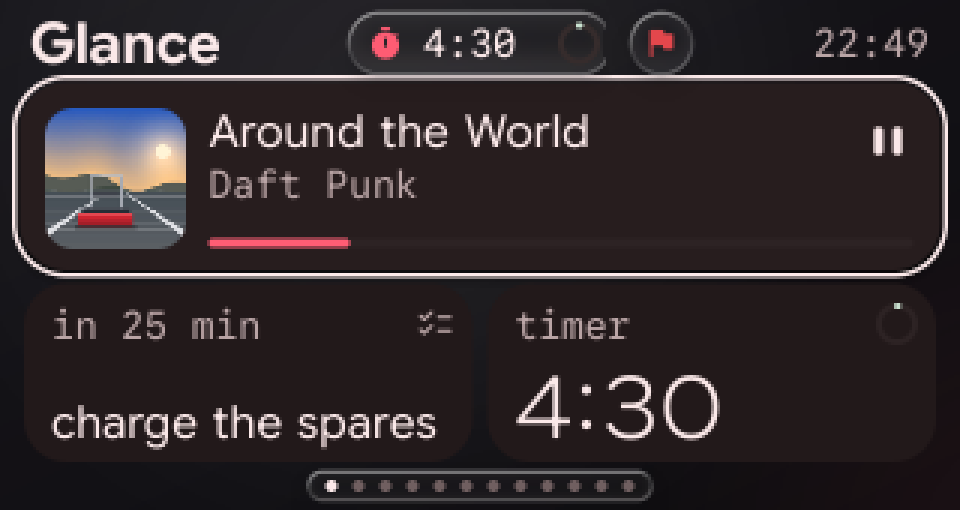 Glance
4:30
22:49
Around the World
Daft Punk
in 25 min
charge the spares
timer
4:30